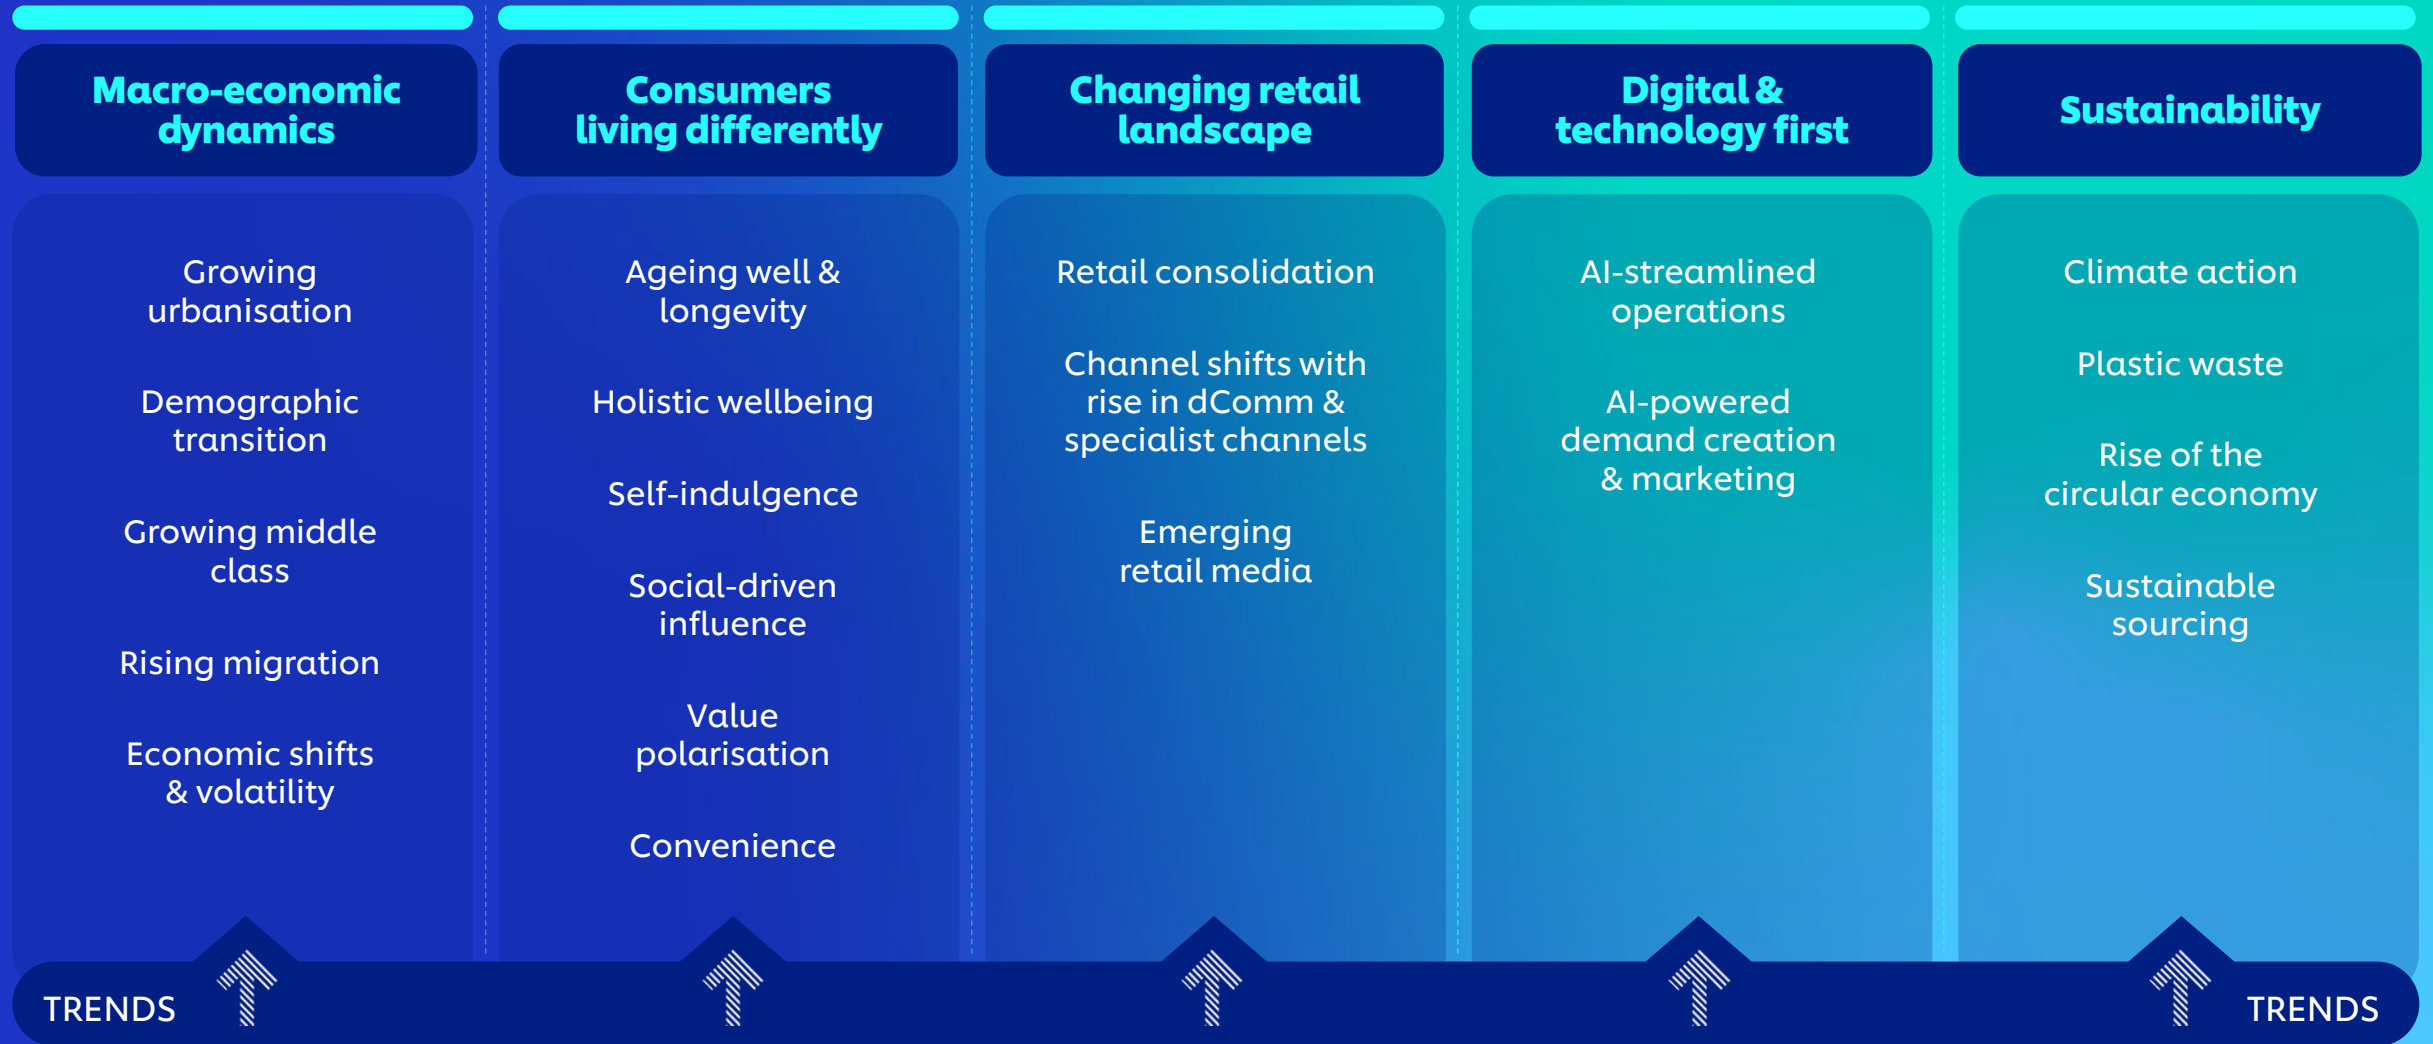 Macro-economic
dynamics
Growing
urbanisation
Demographic
transition
Growing middle
class
Rising migration
Economic shifts
& volatility
Consumers
living differently
Ageing well &
longevity
Holistic wellbeing
Self-indulgence
Social-driven
influence
Value
polarisation
Convenience
Changing retail
landscape
Retail consolidation
Channel shifts with
rise in dComm &
specialist channels
Emerging
retail media
Digital &
technology first
AI-streamlined
operations
AI-powered
demand creation
& marketing
Sustainability
Climate action
Plastic waste
Rise of the
circular economy
Sustainable
sourcing
TRENDS
TRENDS